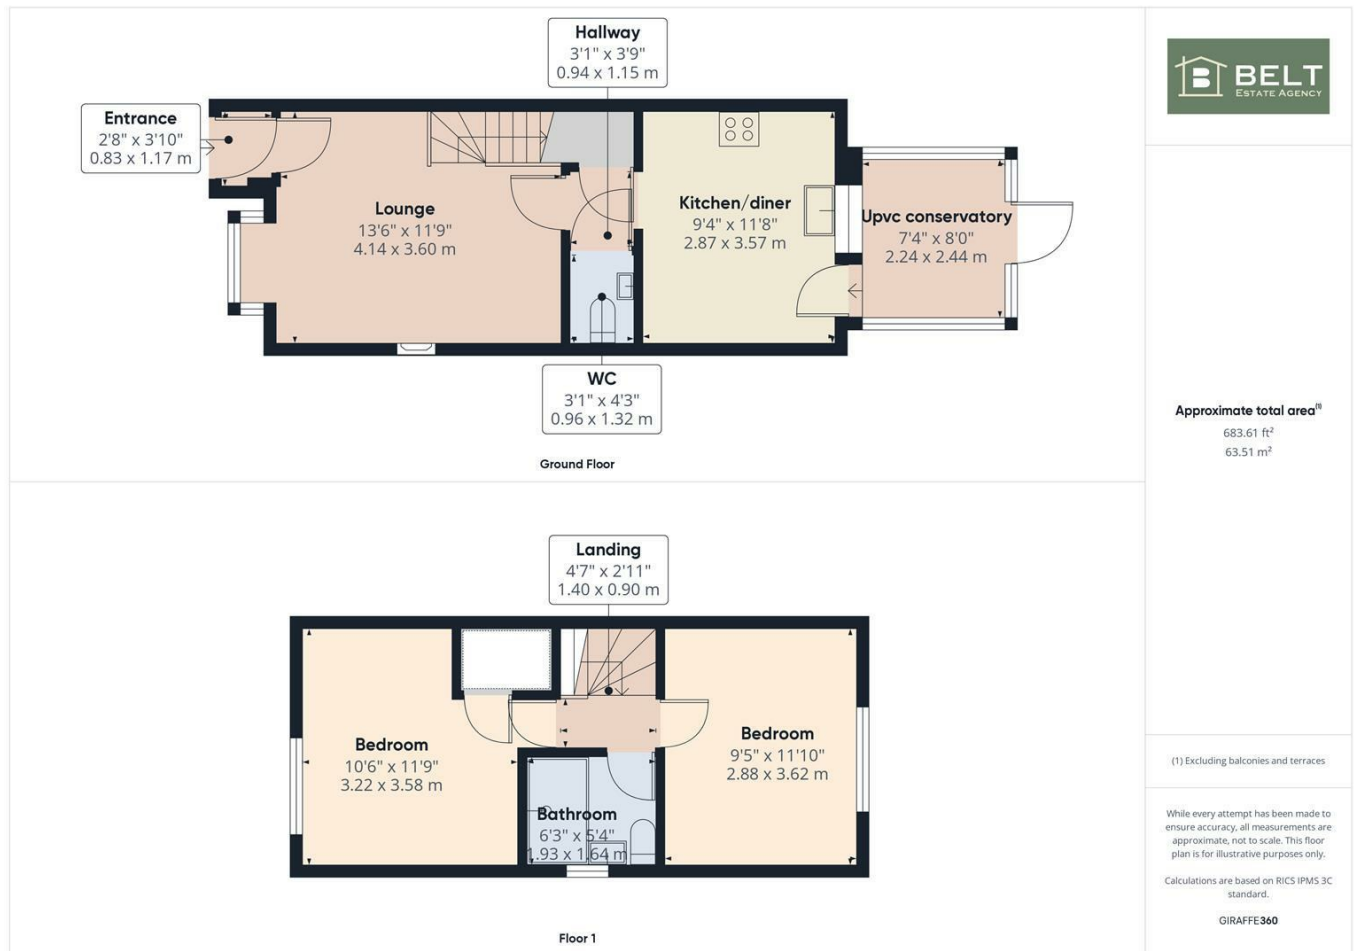 Hallway
3'1" x 3'9"
0.94 x 1.15 m
Entrance
2'8" x 3'10"
0.83 x 1.17 m
Lounge
13'6" x 11'9"
4.14 x 3.60 m
Kitchen/diner
9'4" x 11'8"
2.87 x 3.57 m
Upvc conservatory
7'4" x 8'0"
2.24 x 2.44 m
WC
3'1" x 4'3"
0.96 x 1.32 m
Ground Floor
Landing
4'7" x 2'11"
1.40 x 0.90 m
Bedroom
10'6" x 11'9"
3.22 x 3.58 m
Bedroom
9'5" x 11'10"
2.88 x 3.62 m
Bathroom
6'3" x 5'4"
1.93 x 1.64 m
Floor 1
B BELT
ESTATE AGENCY
Approximate total area(1)
683.61 ft²
63.51 m²
(1) Excluding balconies and terraces
While every attempt has been made to
ensure accuracy, all measurements are
approximate, not to scale. This floor
plan is for illustrative purposes only.
Calculations are based on RICS IPMS 3C
standard.
GIRAFFE360